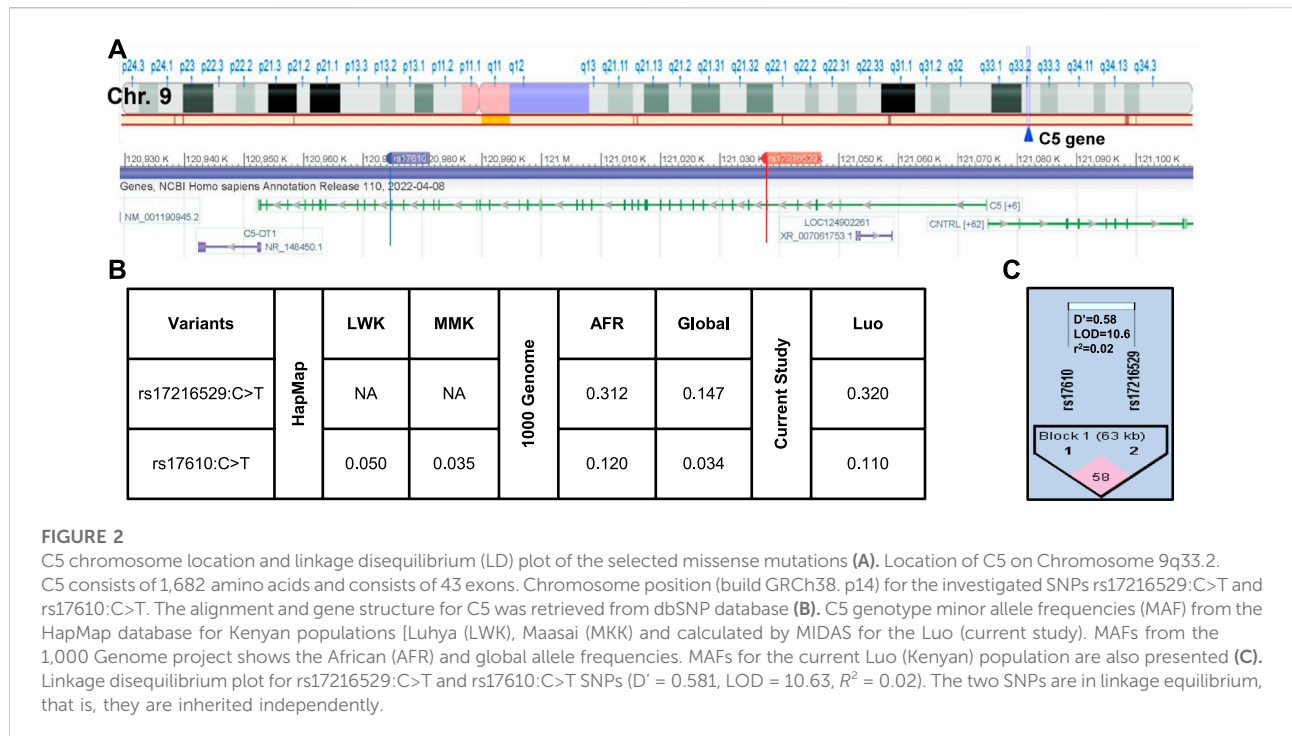 A
p24.3 p24.1 p23 p22.3 p22.2 p21.3 p21.2 p21.1 p13.3 p13.2 p13.1 p11.2 p11.1 q11 q12 q13 q21.11 q21.13 q21.2 q21.31 q21.32 q22.1 q22.2 q22.31 q22.33 q31.1 q31.2 q32 q33.1 q33.2 q33.3 q34.11 q34.13 q34.3
Chr. 9
C5 gene
120,930 K 120,940 K 120,950 K 120,960 K 120,97 rs17610 20,980 K 120,990 K 121 M 121,010 K 121,020 K 121,030 K rs17216529 121,050 K 121,060 K 121,070 K 121,080 K 121,090 K 121,100 K
Genes, NCBI Homo sapiens Annotation Release 110, 2022-04-08
C5 [+6]
NM_001190945.2
LOC124902261
CNTRL [+82]
C5-OT1
XR_007061753.1
NR_148450.1
B
Variants HapMap LWK MMK 1000 Genome AFR Global Current Study Luo
rs17216529:C>T NA NA 0.312 0.147 0.320
rs17610:C>T 0.050 0.035 0.120 0.034 0.110
C
D'=0.58
LOD=10.6
r²=0.02
rs17610 rs17216529
Block 1 (63 kb)
1 2
58
FIGURE 2
C5 chromosome location and linkage disequilibrium (LD) plot of the selected missense mutations (A). Location of C5 on Chromosome 9q33.2.
C5 consists of 1,682 amino acids and consists of 43 exons. Chromosome position (build GRCh38. p14) for the investigated SNPs rs17216529:C>T and
rs17610:C>T. The alignment and gene structure for C5 was retrieved from dbSNP database (B). C5 genotype minor allele frequencies (MAF) from the
HapMap database for Kenyan populations [Luhya (LWK), Maasai (MKK) and calculated by MIDAS for the Luo (current study). MAFs from the
1,000 Genome project shows the African (AFR) and global allele frequencies. MAFs for the current Luo (Kenyan) population are also presented (C).
Linkage disequilibrium plot for rs17216529:C>T and rs17610:C>T SNPs (D' = 0.581, LOD = 10.63, R² = 0.02). The two SNPs are in linkage equilibrium,
that is, they are inherited independently.